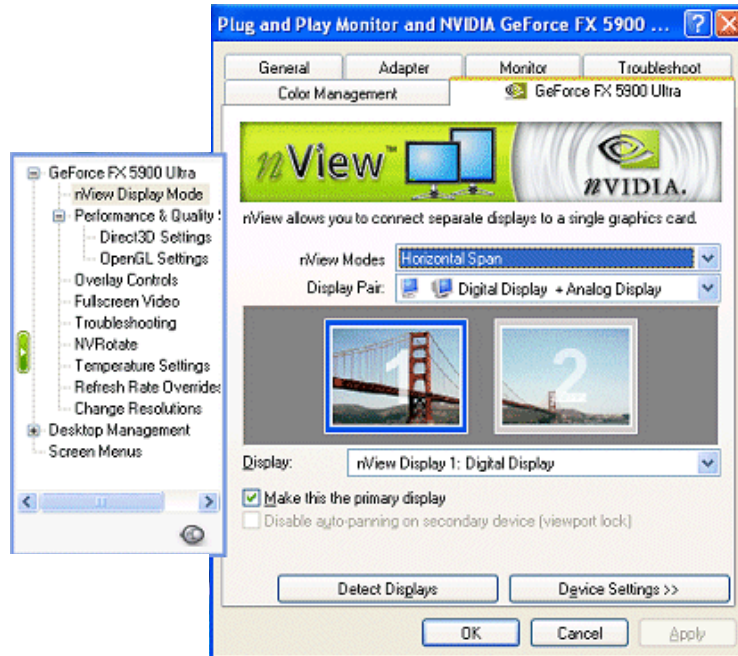 Plug and Play Monitor and NVIDIA GeForce FX 5900 ...
General Adapter Monitor Troubleshoot
Color Management GeForce FX 5900 Ultra
nView™ NVIDIA.
nView allows you to connect separate displays to a single graphics card.
nView Modes Horizontal Span
Display Pair: Digital Display + Analog Display
1 2
Display: nView Display 1: Digital Display
Make this the primary display
Disable auto-panning on secondary device (viewport lock)
Detect Displays Device Settings >>
OK Cancel Apply
GeForce FX 5900 Ultra
nView Display Mode
Performance & Quality
Direct3D Settings
OpenGL Settings
Overlay Controls
Fullscreen Video
Troubleshooting
NVRotate
Temperature Settings
Refresh Rate Overrides
Change Resolutions
Desktop Management
Screen Menus